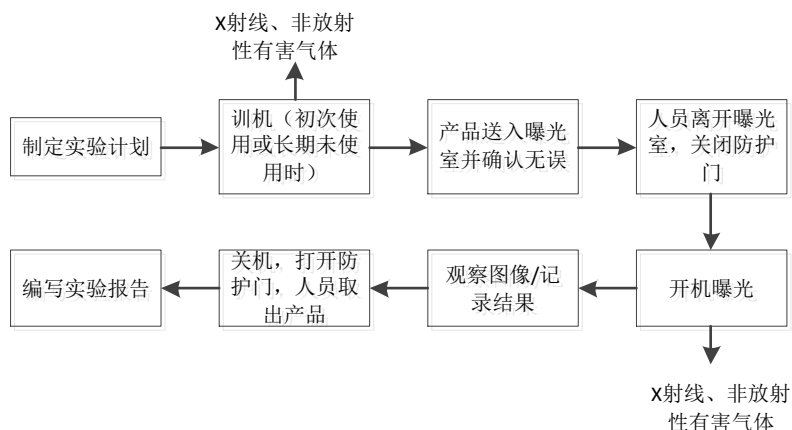 X射线、非放射
性有害气体
制定实验计划
训机（初次使
用或长期未使
用时）
产品送入曝光
室并确认无误
人员离开曝光
室，关闭防护
门
编写实验报告
关机，打开防
护门，人员取
出产品
观察图像/记
录结果
开机曝光
X射线、非放射
性有害气体